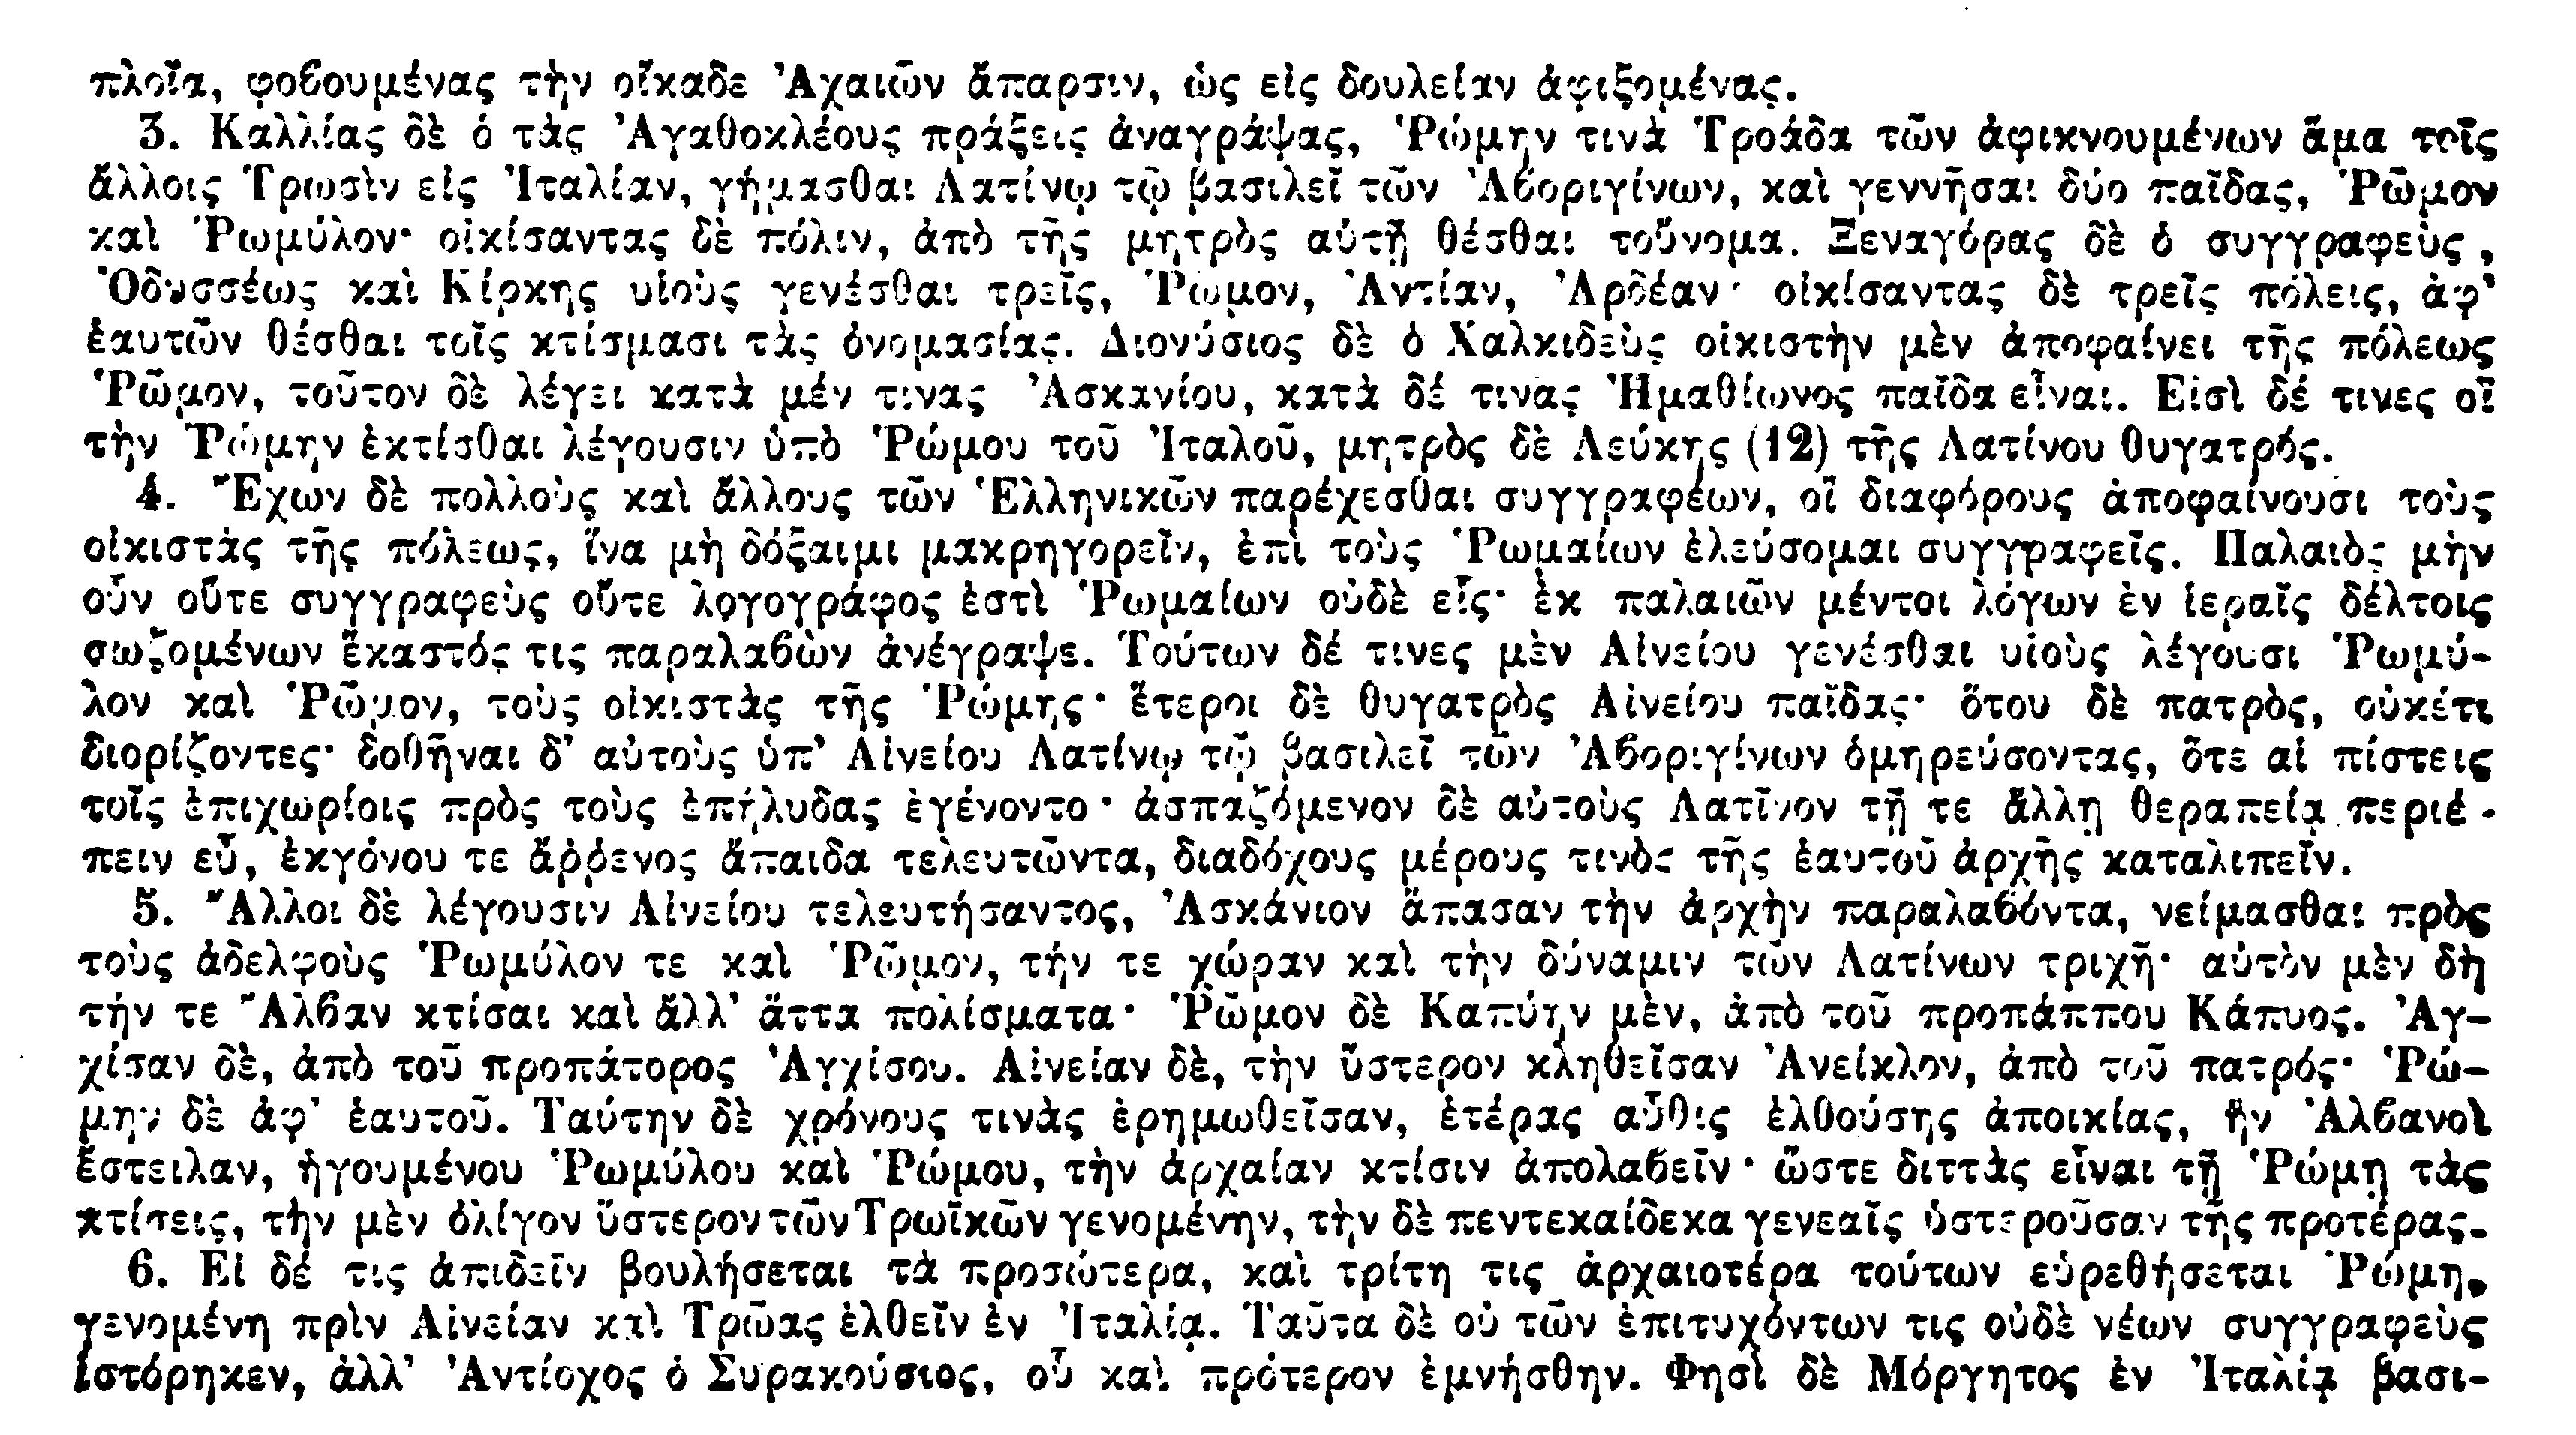 πλοῖα, φοβουμένας τὴν οἴκαδε Ἀχαιῶν ἄπαρσιν, ὡς εἰς δουλείαν ἀφιξομένας.
3. Καλλίας δὲ ὁ τὰς Ἀγαθοκλέους πράξεις ἀναγράψας, Ῥώμην τινὰ Τροάδα τῶν ἀφικνουμένων ἅμα τοῖς
ἄλλοις Τρωσὶν εἰς Ἰταλίαν, γήμασθαι Λατίνῳ τῷ βασιλεῖ τῶν Ἀβοριγίνων, καὶ γεννῆσαι δύο παῖδας, Ῥῶμον
καὶ Ῥωμύλον· οἰκίσαντας δὲ πόλιν, ἀπὸ τῆς μητρὸς αὐτῇ θέσθαι τοὔνομα. Ξεναγόρας δὲ ὁ συγγραφεὺς,
Ὀδυσσέως καὶ Κίρκης υἱοὺς γενέσθαι τρεῖς, Ῥῶμον, Ἀντίαν, Ἀρδέαν· οἰκίσαντας δὲ τρεῖς πόλεις, ἀφ’
ἑαυτῶν θέσθαι τοῖς κτίσμασι τὰς ὀνομασίας. Διονύσιος δὲ ὁ Χαλκιδεὺς οἰκιστὴν μὲν ἀποφαίνει τῆς πόλεως
Ῥῶμον, τοῦτον δὲ λέγει κατὰ μέν τινας Ἀσκανίου, κατὰ δέ τινας Ἠμαθίωνος παῖδα εἶναι. Εἰσὶ δέ τινες οἳ
τὴν Ῥώμην ἐκτίσθαι λέγουσιν ὑπὸ Ῥώμου τοῦ Ἰταλοῦ, μητρὸς δὲ Λεύκης (12) τῆς Λατίνου θυγατρός.
4. Ἔχων δὲ πολλοὺς καὶ ἄλλους τῶν Ἑλληνικῶν παρέχεσθαι συγγραφέων, οἳ διαφόρους ἀποφαίνουσι τοὺς
οἰκιστὰς τῆς πόλεως, ἵνα μὴ δόξαιμι μακρηγορεῖν, ἐπὶ τοὺς Ῥωμαίων ἐλεύσομαι συγγραφεῖς. Παλαιὸς μὴν
οὖν οὔτε συγγραφεὺς οὔτε λογογράφος ἐστὶ Ῥωμαίων οὐδὲ εἷς· ἐκ παλαιῶν μέντοι λόγων ἐν ἱεραῖς δέλτοις
σωζομένων ἕκαστός τις παραλαβὼν ἀνέγραψε. Τούτων δέ τινες μὲν Αἰνείου γενέσθαι υἱοὺς λέγουσι Ῥωμύ-
λον καὶ Ῥῶμον, τοὺς οἰκιστὰς τῆς Ῥώμης· ἕτεροι δὲ θυγατρὸς Αἰνείου παῖδας· ὅτου δὲ πατρὸς, οὐκέτι
διορίζοντες· δοθῆναι δ’ αὐτοὺς ὑπ’ Αἰνείου Λατίνῳ τῷ βασιλεῖ τῶν Ἀβοριγίνων ὁμηρεύσοντας, ὅτε αἱ πίστεις
τοῖς ἐπιχωρίοις πρὸς τοὺς ἐπήλυδας ἐγένοντο· ἀσπαζόμενον δὲ αὐτοὺς Λατῖνον τῇ τε ἄλλῃ θεραπείᾳ περιέ-
πειν εὖ, ἐκγόνου τε ἄῤῥενος ἄπαιδα τελευτῶντα, διαδόχους μέρους τινὸς τῆς ἑαυτοῦ ἀρχῆς καταλιπεῖν.
5. Ἄλλοι δὲ λέγουσιν Αἰνείου τελευτήσαντος, Ἀσκάνιον ἅπασαν τὴν ἀρχὴν παραλαβόντα, νείμασθαι πρὸς
τοὺς ἀδελφοὺς Ῥωμύλον τε καὶ Ῥῶμον, τήν τε χώραν καὶ τὴν δύναμιν τῶν Λατίνων τριχῆ· αὐτὸν μὲν δὴ
τήν τε Ἄλβαν κτίσαι καὶ ἄλλ’ ἄττα πολίσματα· Ῥῶμον δὲ Καπύην μὲν, ἀπὸ τοῦ προπάππου Κάπυος. Ἀγ-
χίσαν δὲ, ἀπὸ τοῦ προπάτορος Ἀγχίσου. Αἰνείαν δὲ, τὴν ὕστερον κληθεῖσαν Ἀνείκλον, ἀπὸ τοῦ πατρός· Ῥώ-
μην δὲ ἀφ’ ἑαυτοῦ. Ταύτην δὲ χρόνους τινὰς ἐρημωθεῖσαν, ἑτέρας αὖθις ἐλθούσης ἀποικίας, ἣν Ἀλβανοὶ
ἔστειλαν, ἡγουμένου Ῥωμύλου καὶ Ῥώμου, τὴν ἀρχαίαν κτίσιν ἀπολαβεῖν· ὥστε διττὰς εἶναι τῇ Ῥώμῃ τὰς
κτίσεις, τὴν μὲν ὀλίγον ὕστερον τῶν Τρωϊκῶν γενομένην, τὴν δὲ πεντεκαίδεκα γενεαῖς ὑστεροῦσαν τῆς προτέρας.
6. Εἰ δέ τις ἀπιδεῖν βουλήσεται τὰ προσώτερα, καὶ τρίτη τις ἀρχαιοτέρα τούτων εὑρεθήσεται Ῥώμη,
γενομένη πρὶν Αἰνείαν καὶ Τρῶας ἐλθεῖν ἐν Ἰταλίᾳ. Ταῦτα δὲ οὐ τῶν ἐπιτυχόντων τις οὐδὲ νέων συγγραφεὺς
ἱστόρηκεν, ἀλλ’ Ἀντίοχος ὁ Συρακούσιος, οὗ καὶ πρότερον ἐμνήσθην. Φησὶ δὲ Μόργητος ἐν Ἰταλίᾳ βασι-